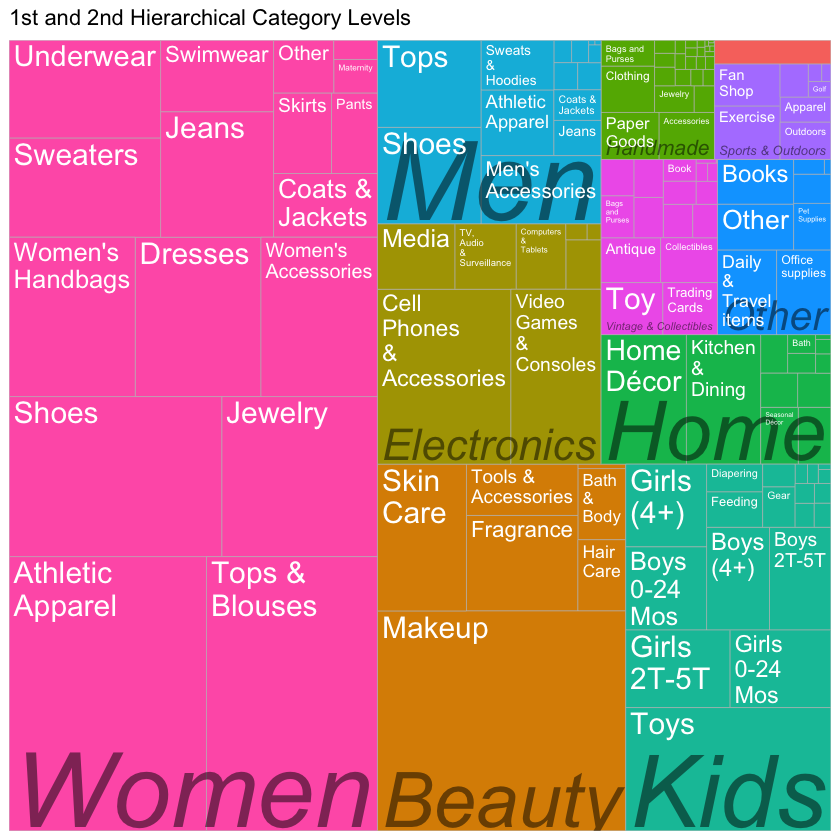 1st and 2nd Hierarchical Category Levels
Underwear
Swimwear
Other
Maternity
Skirts
Pants
Jeans
Sweaters
Coats &
Jackets
Women's
Handbags
Dresses
Women's
Accessories
Shoes
Jewelry
Athletic
Apparel
Tops &
Blouses
Women
Tops
Sweats
&
Hoodies
Athletic
Apparel
Coats &
Jackets
Jeans
Shoes
Men's
Accessories
Men
Media
TV,
Audio
&
Surveillance
Computers
&
Tablets
Cell
Phones
&
Accessories
Video
Games
&
Consoles
Electronics
Skin
Care
Tools &
Accessories
Fragrance
Bath
&
Body
Hair
Care
Makeup
Beauty
Bags and
Purses
Clothing
Jewelry
Paper
Goods
Accessories
Handmade
Fan
Shop
Golf
Exercise
Apparel
Outdoors
Sports & Outdoors
Book
Bags
and
Purses
Antique
Collectibles
Toy
Trading
Cards
Vintage & Collectibles
Books
Other
Pet
Supplies
Daily
&
Travel
items
Office
supplies
Other
Home
Décor
Kitchen
&
Dining
Bath
Seasonal
Décor
Home
Girls
(4+)
Diapering
Feeding
Gear
Boys
0-24
Mos
Boys
(4+)
Boys
2T-5T
Girls
2T-5T
Girls
0-24
Mos
Toys
Kids